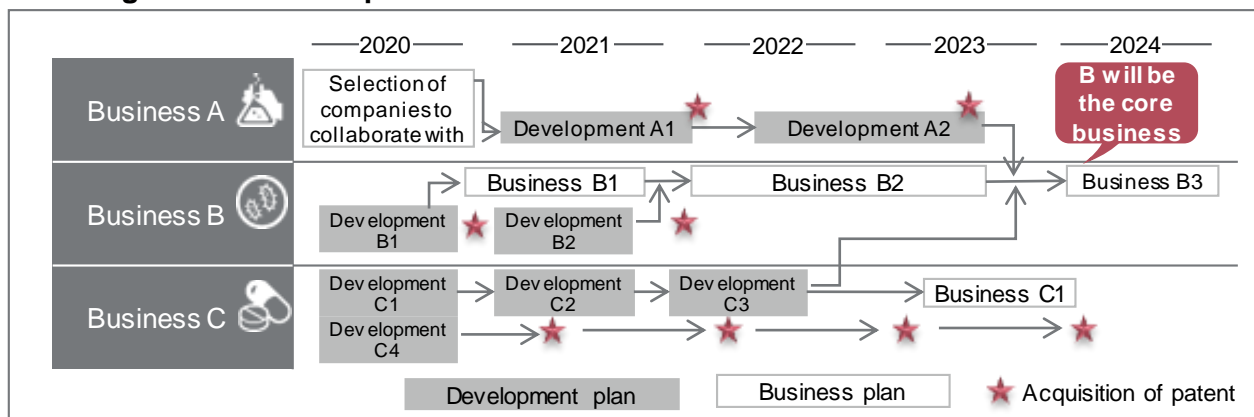 2020 2021 2022 2023 2024
Business A
Selection of
companies to
collaborate with
Development A1
Development A2
B will be
the core
business
Business B
Business B1
Business B2
Business B3
Development
B1
Development
B2
Business C
Development
C1
Development
C2
Development
C3
Business C1
Development
C4
Development plan
Business plan
Acquisition of patent